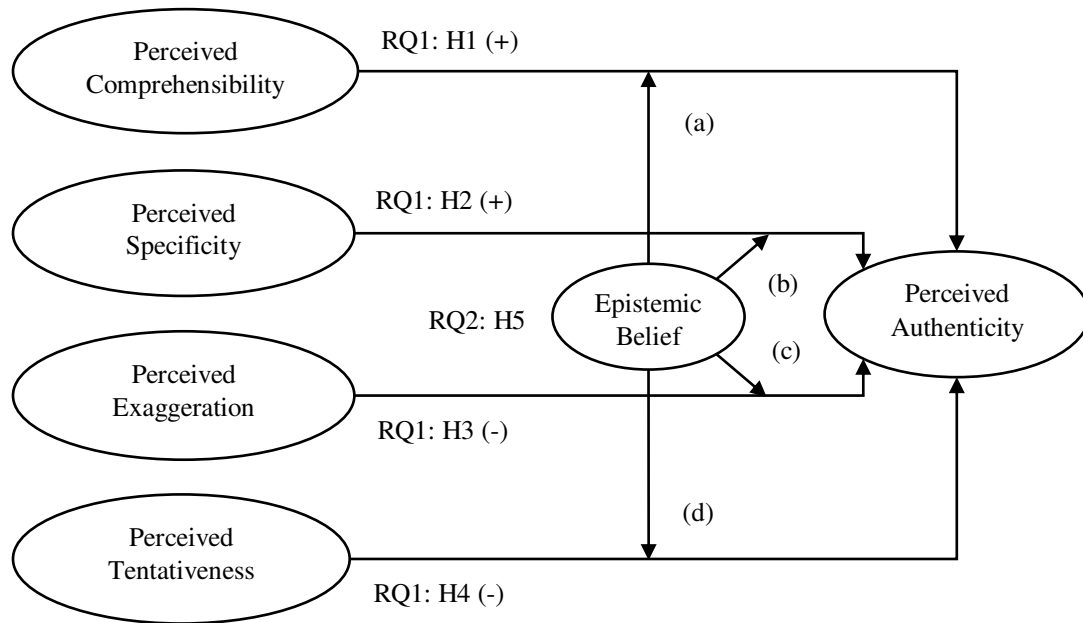 RQ1: H1 (+)
Perceived
Comprehensibility
(a)
RQ1: H2 (+)
Perceived
Specificity
(b)
RQ2: H5
Epistemic
Belief
Perceived
Authenticity
(c)
Perceived
Exaggeration
RQ1: H3 (-)
(d)
Perceived
Tentativeness
RQ1: H4 (-)